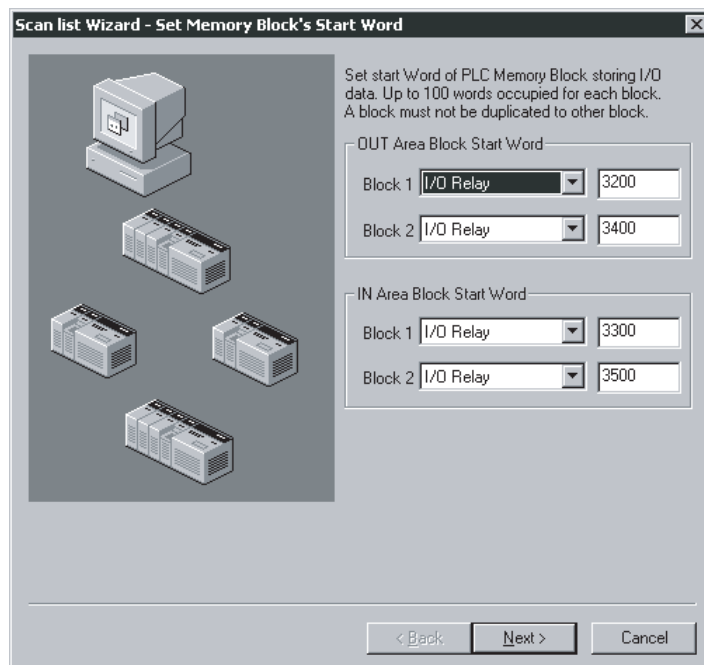 Scan list Wizard - Set Memory Block's Start Word
Set start Word of PLC Memory Block storing I/O
data. Up to 100 words occupied for each block.
A block must not be duplicated to other block.
OUT Area Block Start Word
Block 1 I/O Relay 3200
Block 2 I/O Relay 3400
IN Area Block Start Word
Block 1 I/O Relay 3300
Block 2 I/O Relay 3500
< Back Next > Cancel